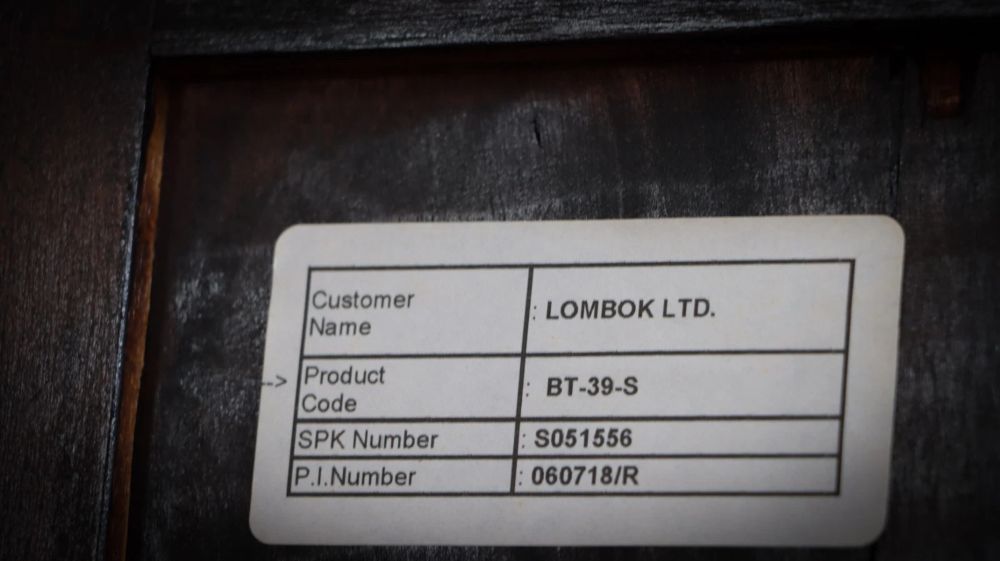 Customer Name : LOMBOK LTD.
--> Product Code : BT-39-S
SPK Number : S051556
P.I.Number : 060718/R